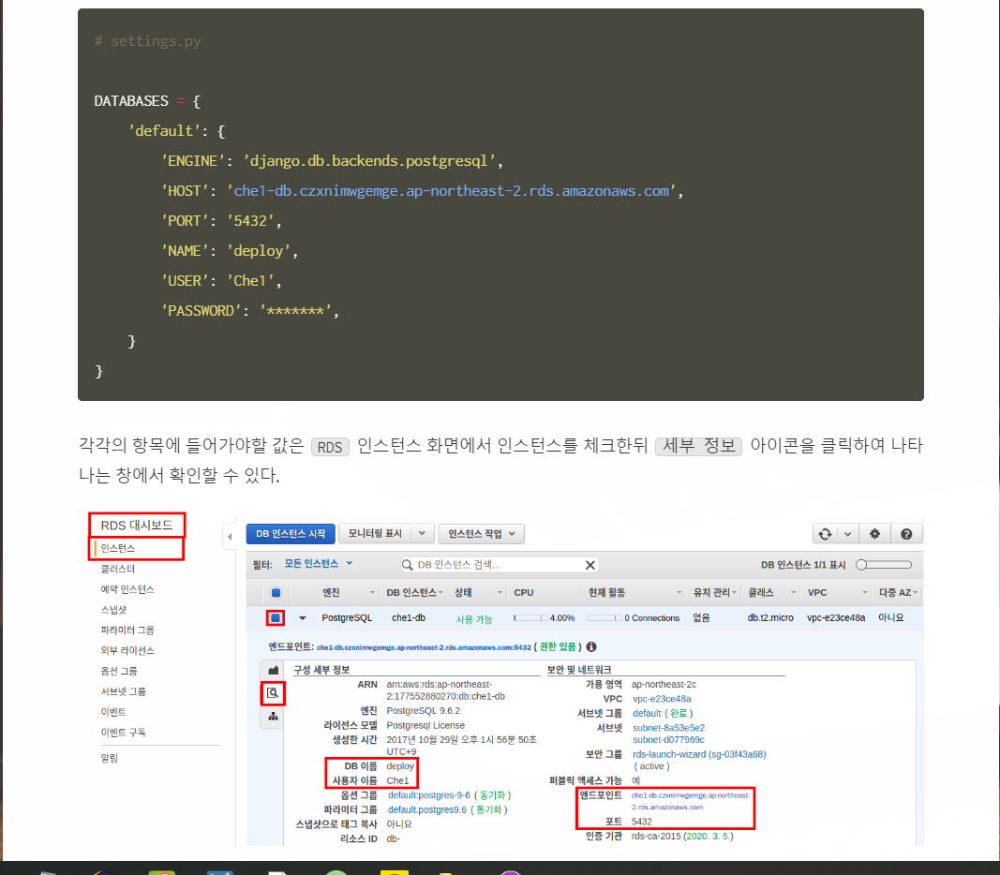 # settings.py
DATABASES = {
'default': {
'ENGINE': 'django.db.backends.postgresql',
'HOST': 'che1-db.czxnimwgemge.ap-northeast-2.rds.amazonaws.com',
'PORT': '5432',
'NAME': 'deploy',
'USER': 'Che1',
'PASSWORD': '*******',
}
}
각각의 항목에 들어가야할 값은 RDS 인스턴스 화면에서 인스턴스를 체크한뒤 세부 정보 아이콘을 클릭하여 나타
나는 창에서 확인할 수 있다.
RDS 대시보드
인스턴스
클러스터
예약 인스턴스
스냅샷
파라미터 그룹
외부 라이선스
옵션 그룹
서브넷 그룹
이벤트
이벤트 구독
알림
DB 인스턴스 시작 모니터링 표시 인스턴스 작업
필터: 모든 인스턴스 DB 인스턴스 검색... DB 인스턴스 1/1 표시
엔진 DB 인스턴스 상태 CPU 현재 활동 유지 관리 클래스 VPC 다중 AZ
PostgreSQL che1-db 사용 가능 4.00% 0 Connections 없음 db.t2.micro vpc-e23ce48a 아니요
엔드포인트: che1-db.czxnimwgemge.ap-northeast-2.rds.amazonaws.com:5432 ( 권한 있음 )
구성 세부 정보
ARN arn:aws:rds:ap-northeast-
2:177552880270:db:che1-db
엔진 PostgreSQL 9.6.2
라이선스 모델 Postgresql License
생성한 시간 2017년 10월 29일 오후 1시 56분 50초
UTC+9
DB 이름 deploy
사용자 이름 Che1
옵션 그룹 default:postgres-9-6 ( 동기화 )
파라미터 그룹 default.postgres9.6 ( 동기화 )
스냅샷으로 태그 복사 아니요
리소스 ID db-
보안 및 네트워크
가용 영역 ap-northeast-2c
VPC vpc-e23ce48a
서브넷 그룹 default ( 완료 )
서브넷 subnet-8a53e5e2
subnet-d077969c
보안 그룹 rds-launch-wizard (sg-03f43a68)
( active )
퍼블릭 액세스 가능 예
엔드포인트 che1-db.czxnimwgemge.ap-northeast-
2.rds.amazonaws.com
포트 5432
인증 기관 rds-ca-2015 (2020. 3. 5.)